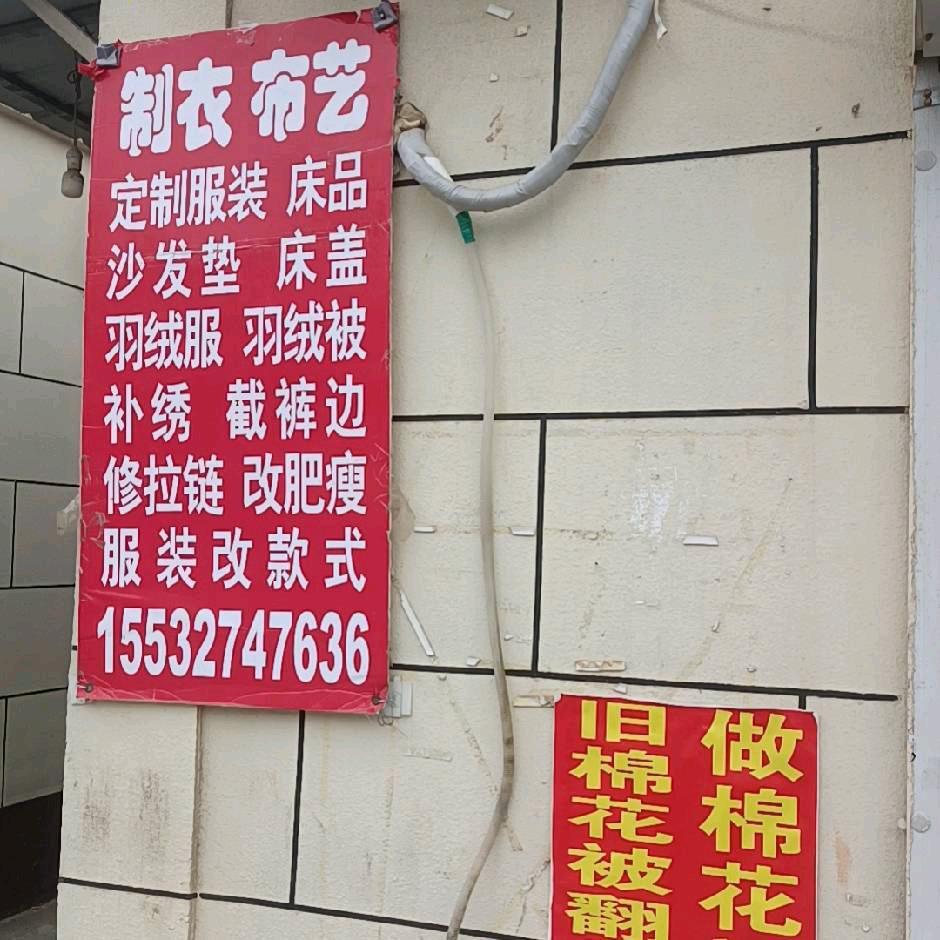 制衣 布艺
定制服装 床品
沙发垫 床盖
羽绒服 羽绒被
补绣 截裤边
修拉链 改肥瘦
服装改款式
15532747636
做棉花
旧棉花被翻